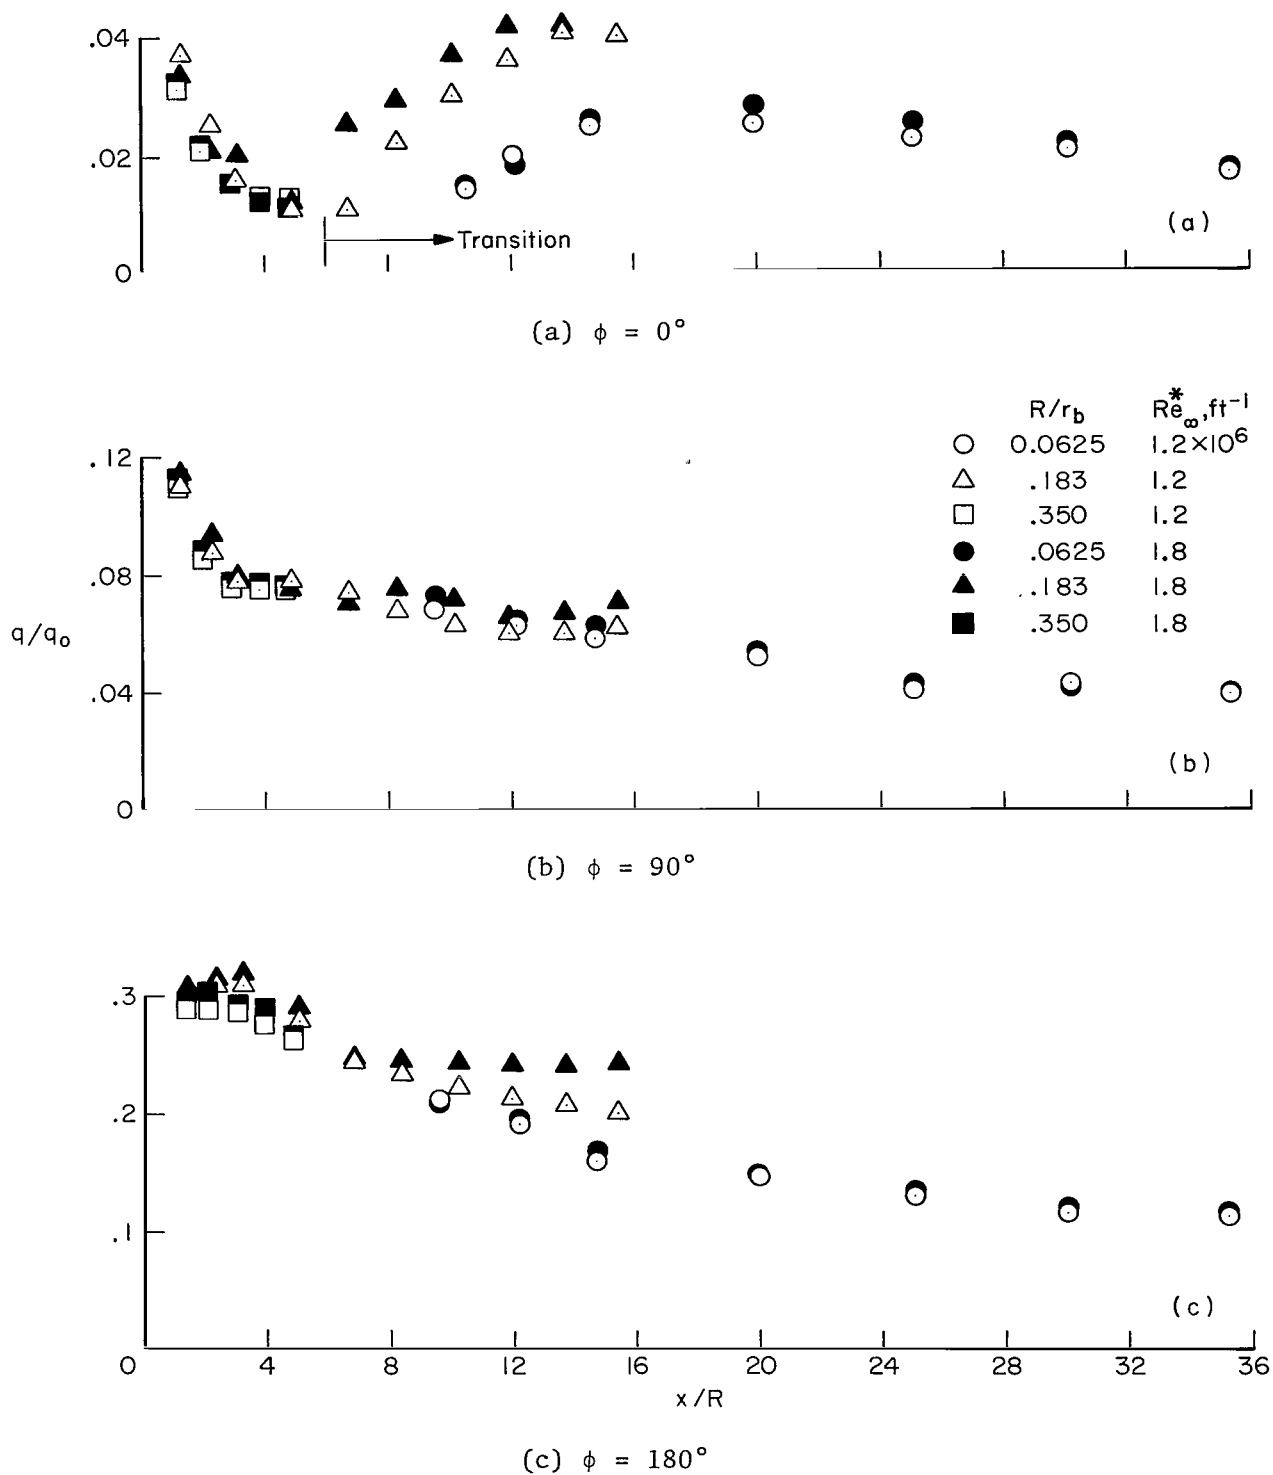 .04
.02
0
Transition
(a)
(a) ϕ = 0°
R/r_b Re*_∞,ft⁻¹
0.0625 1.2×10⁶
.183 1.2
.350 1.2
.0625 1.8
.183 1.8
.350 1.8
.12
.08
q/q_o
.04
0
(b)
(b) ϕ = 90°
.3
.2
.1
(c)
0 4 8 12 16 20 24 28 32 36
x/R
(c) ϕ = 180°